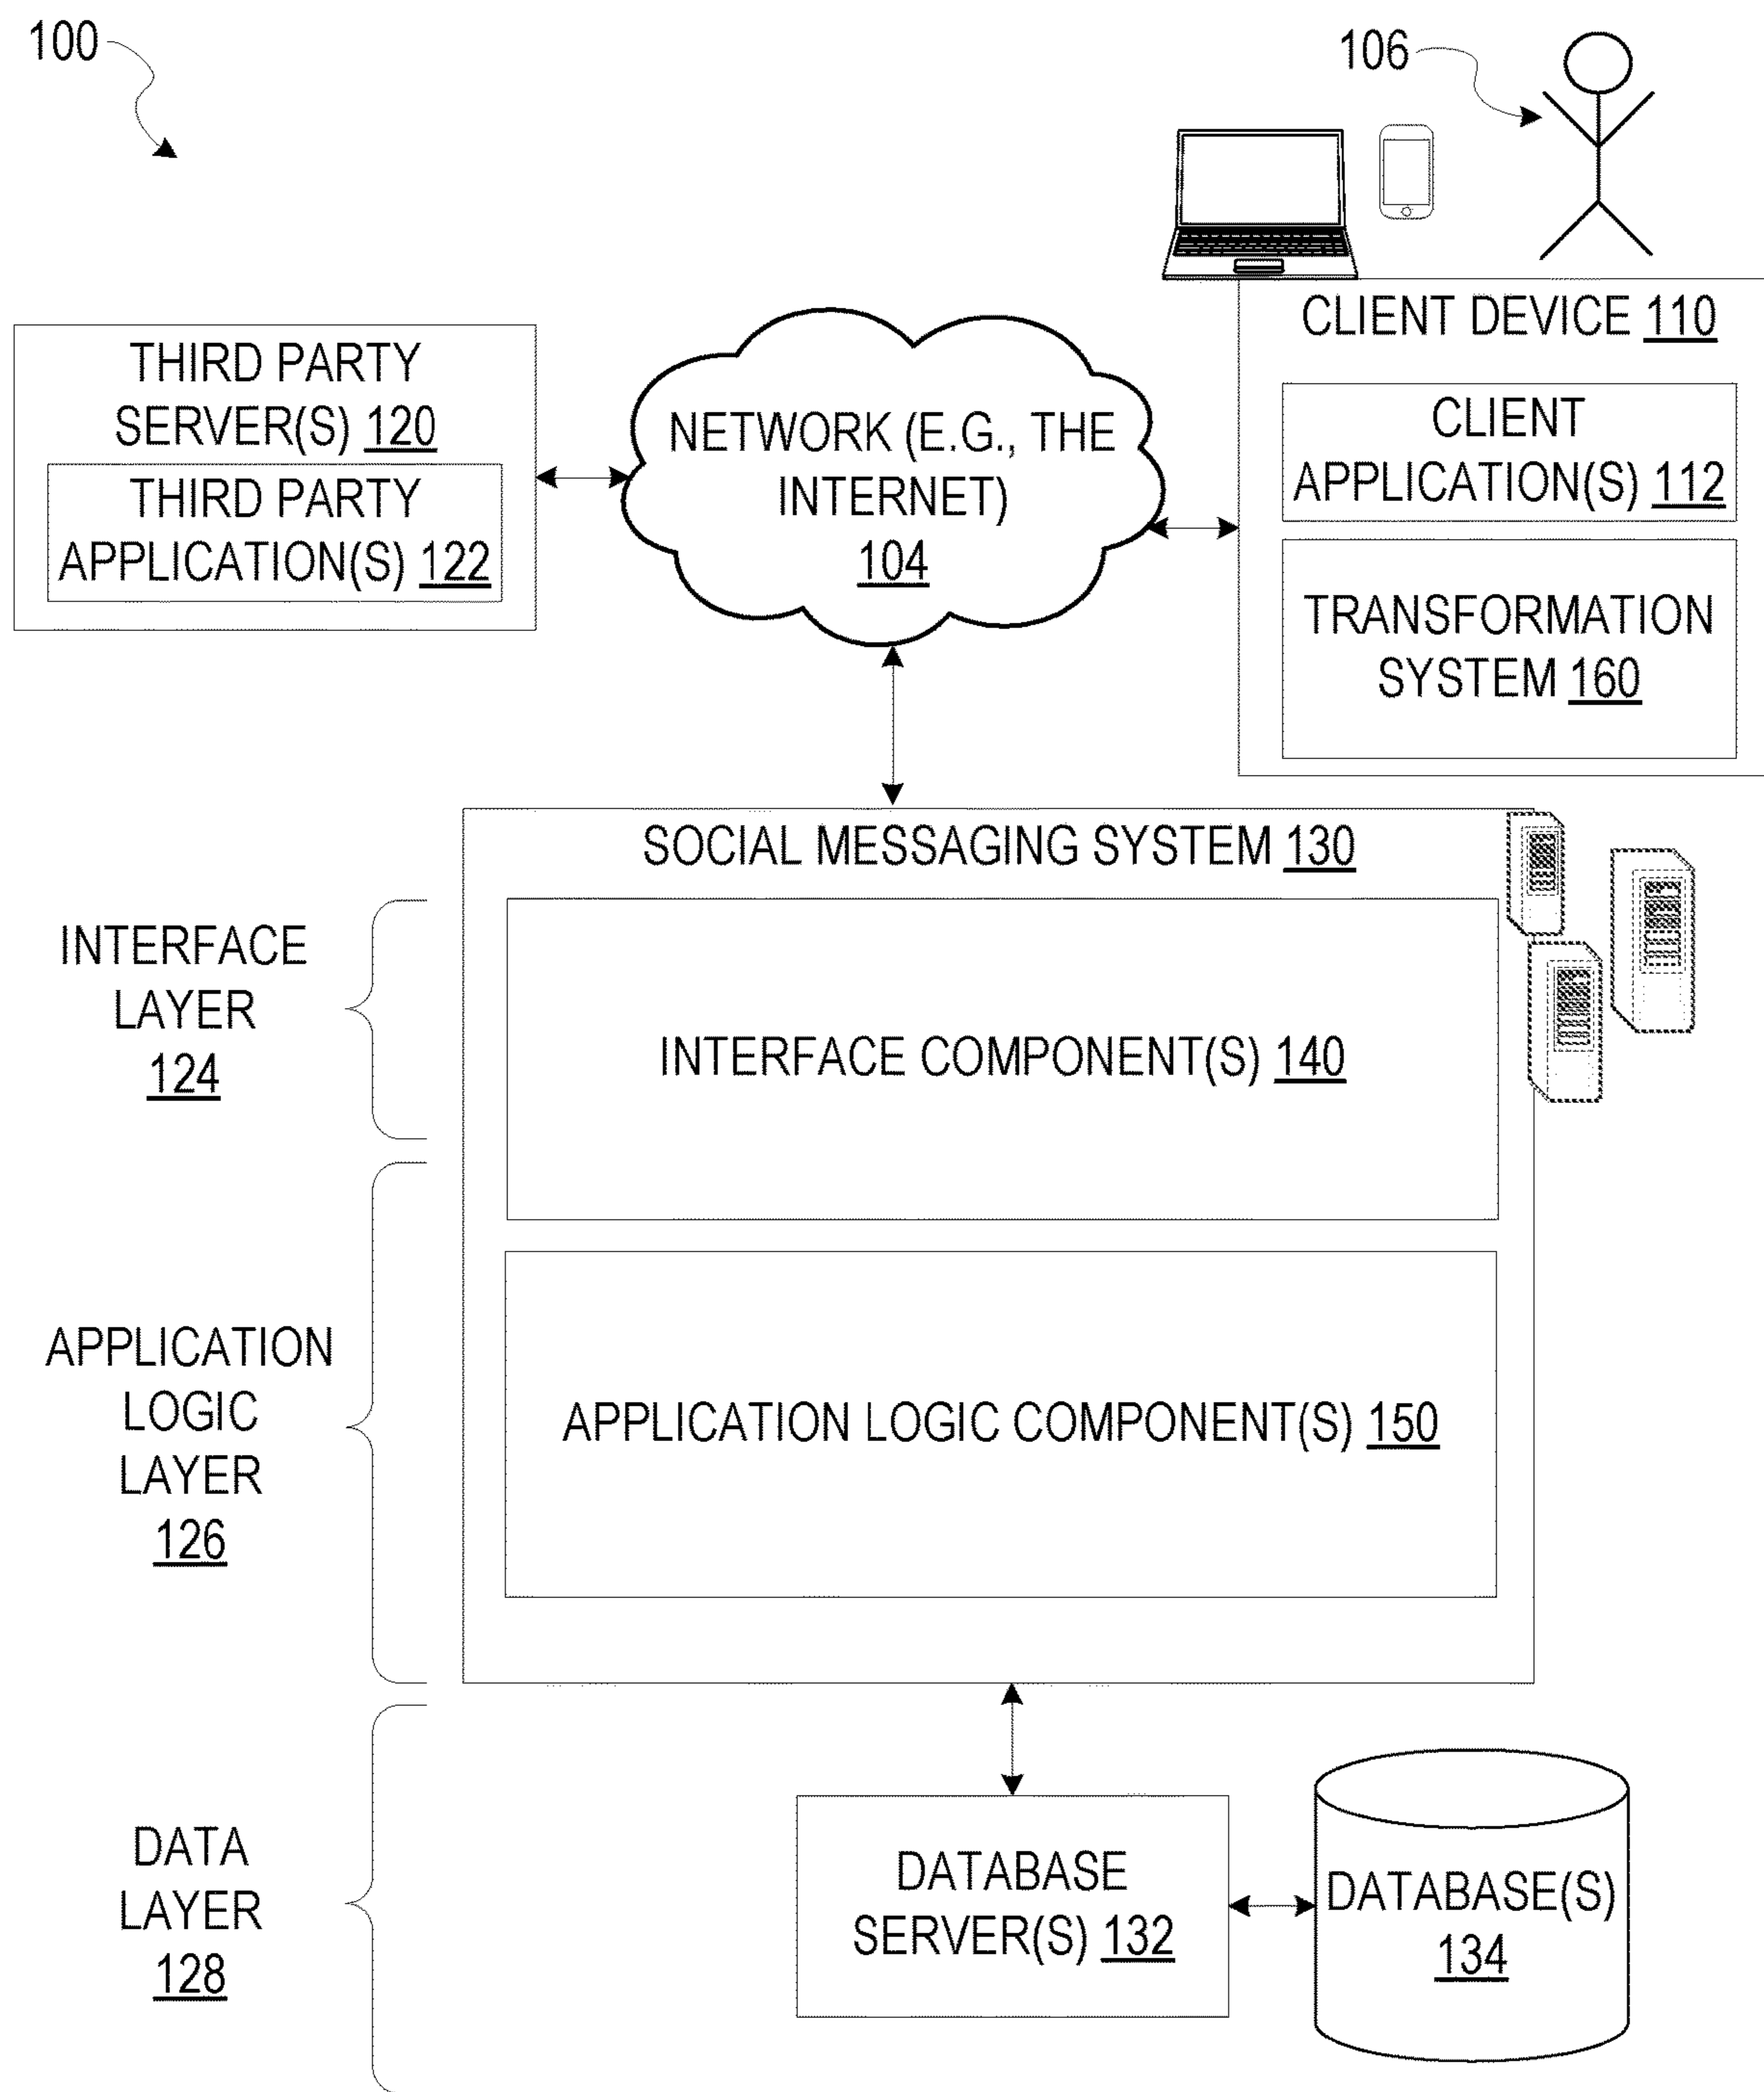 100
106
CLIENT DEVICE 110
THIRD PARTY
SERVER(S) 120
THIRD PARTY
APPLICATION(S) 122
NETWORK (E.G., THE
INTERNET)
104
CLIENT
APPLICATION(S) 112
TRANSFORMATION
SYSTEM 160
SOCIAL MESSAGING SYSTEM 130
INTERFACE
LAYER
124
INTERFACE COMPONENT(S) 140
APPLICATION
LOGIC
LAYER
126
APPLICATION LOGIC COMPONENT(S) 150
DATA
LAYER
128
DATABASE
SERVER(S) 132
DATABASE(S)
134